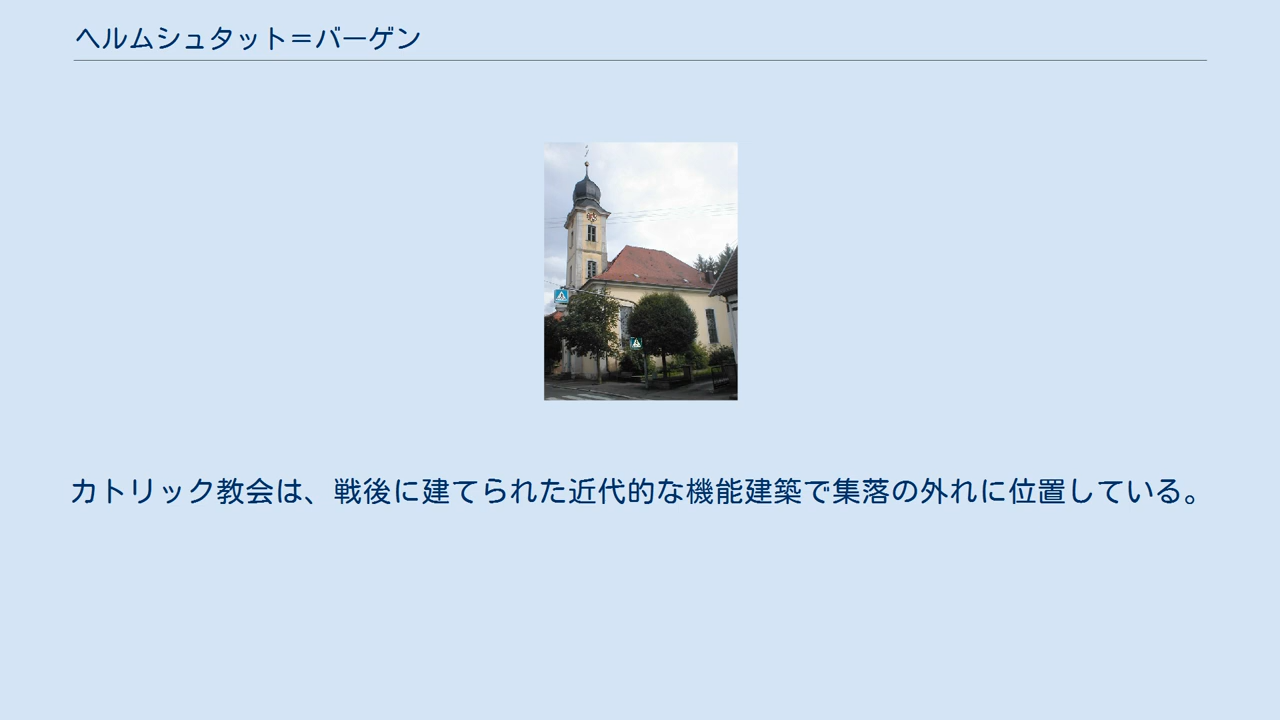 ヘルムシュタット＝バーゲン
カトリック教会は、戦後に建てられた近代的な機能建築で集落の外れに位置している。